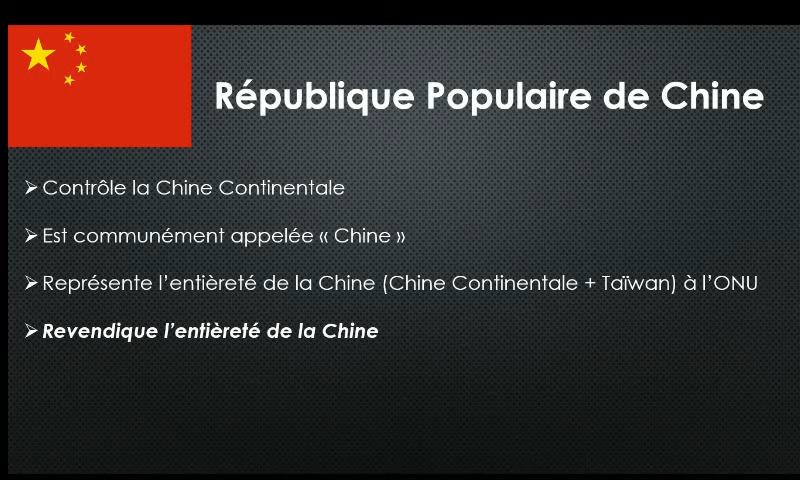 République Populaire de Chine
➢ Contrôle la Chine Continentale
➢ Est communément appelée « Chine »
➢ Représente l’entièreté de la Chine (Chine Continentale + Taïwan) à l’ONU
➢ Revendique l’entièreté de la Chine